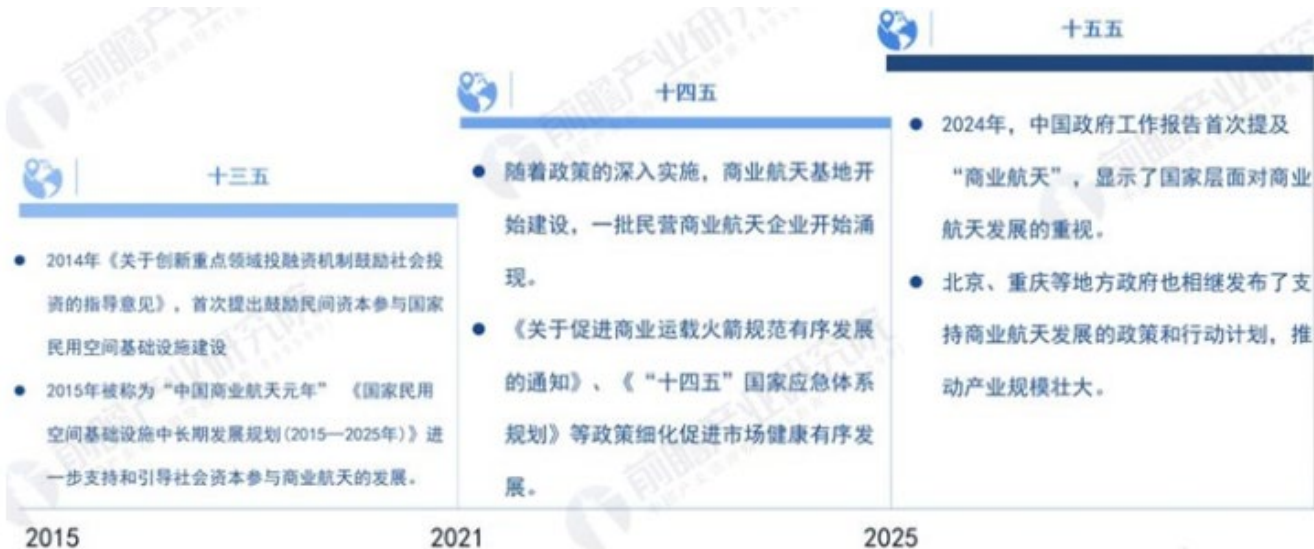 十三五
2014年《关于创新重点领域投融资机制鼓励社会投
资的指导意见》，首次提出鼓励民间资本参与国家
民用空间基础设施建设
2015年被称为“中国商业航天元年” 《国家民用
空间基础设施中长期发展规划(2015—2025年)》进
一步支持和引导社会资本参与商业航天的发展。
十四五
随着政策的深入实施，商业航天基地开
始建设，一批民营商业航天企业开始涌
现。
《关于促进商业运载火箭规范有序发展
的通知》、《“十四五”国家应急体系
规划》等政策细化促进市场健康有序发
展。
十五五
2024年，中国政府工作报告首次提及
“商业航天”，显示了国家层面对商业
航天发展的重视。
北京、重庆等地方政府也相继发布了支
持商业航天发展的政策和行动计划，推
动产业规模壮大。
2015
2021
2025
前瞻产业研究院